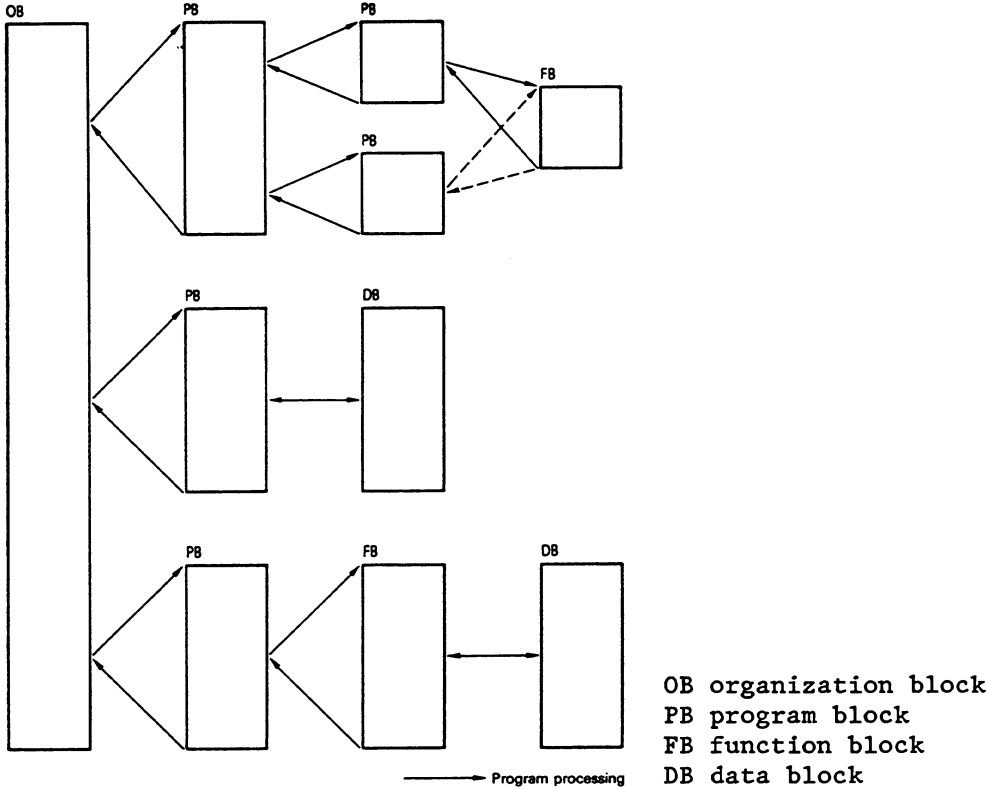 OB
PB
PB
FB
PB
PB
DB
PB
FB
DB
OB organization block
PB program block
FB function block
DB data block
Program processing